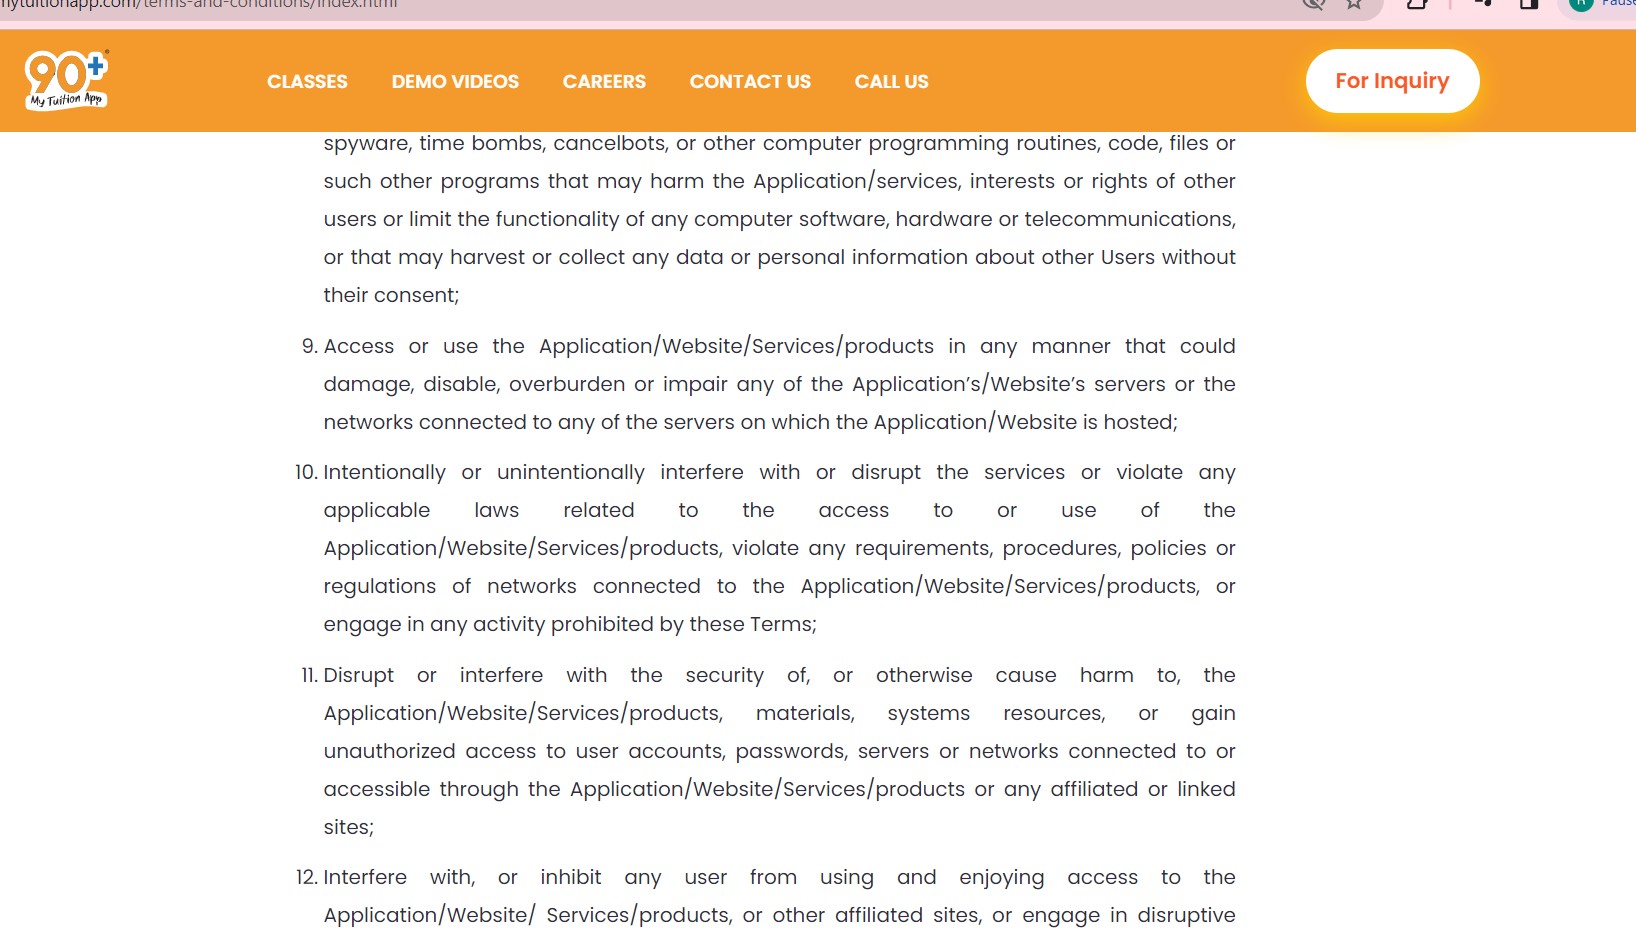 mytuitionapp.com/terms-and-conditions/index.html
Pause
90+
My Tuition App
CLASSES DEMO VIDEOS CAREERS CONTACT US CALL US
For Inquiry
spyware, time bombs, cancelbots, or other computer programming routines, code, files or
such other programs that may harm the Application/services, interests or rights of other
users or limit the functionality of any computer software, hardware or telecommunications,
or that may harvest or collect any data or personal information about other Users without
their consent;
9. Access or use the Application/Website/Services/products in any manner that could
damage, disable, overburden or impair any of the Application’s/Website’s servers or the
networks connected to any of the servers on which the Application/Website is hosted;
10. Intentionally or unintentionally interfere with or disrupt the services or violate any
applicable laws related to the access to or use of the
Application/Website/Services/products, violate any requirements, procedures, policies or
regulations of networks connected to the Application/Website/Services/products, or
engage in any activity prohibited by these Terms;
11. Disrupt or interfere with the security of, or otherwise cause harm to, the
Application/Website/Services/products, materials, systems resources, or gain
unauthorized access to user accounts, passwords, servers or networks connected to or
accessible through the Application/Website/Services/products or any affiliated or linked
sites;
12. Interfere with, or inhibit any user from using and enjoying access to the
Application/Website/ Services/products, or other affiliated sites, or engage in disruptive